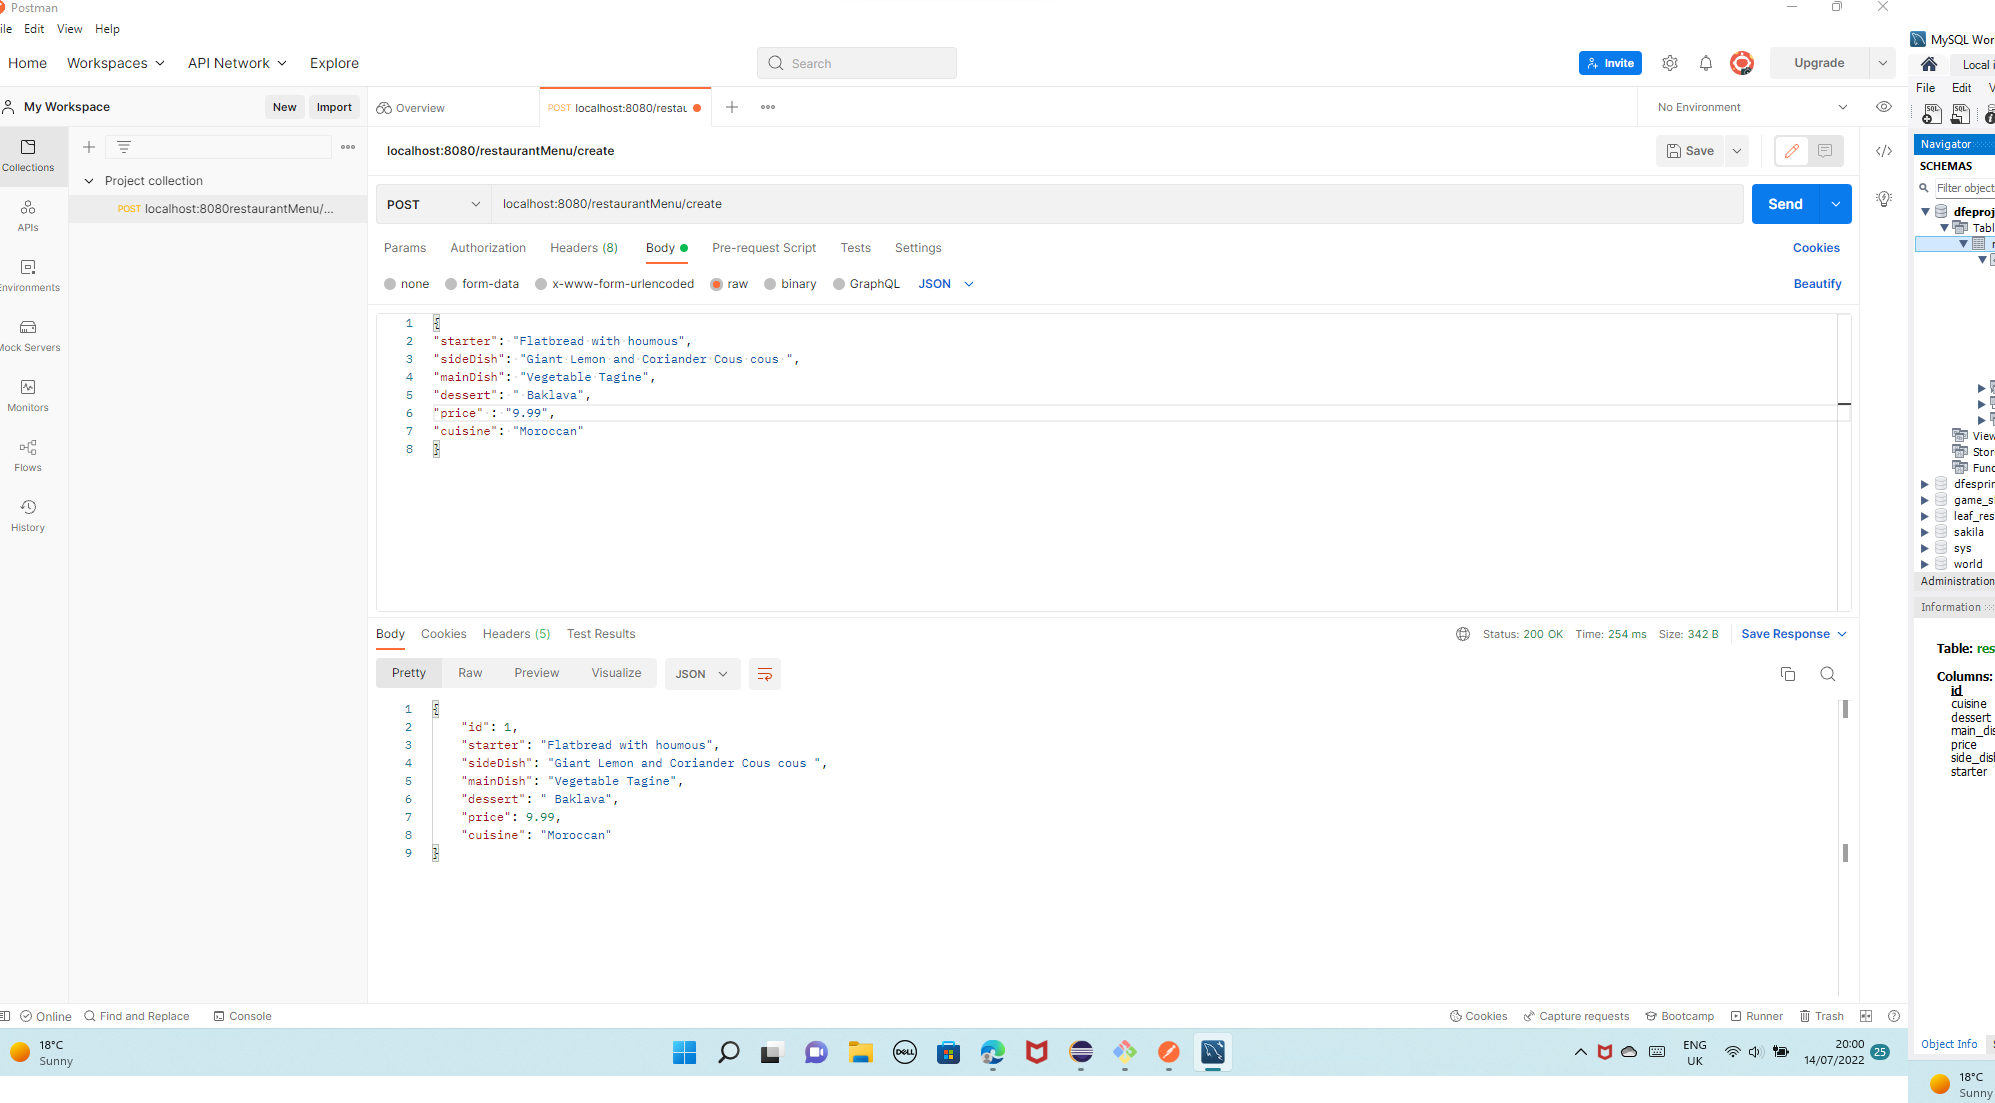 Postman
ile Edit View Help
Home Workspaces API Network Explore
Search
Invite
Upgrade
My Workspace
New Import
Overview
POST localhost:8080/restau
No Environment
Collections
APIs
Environments
Mock Servers
Monitors
Flows
History
Project collection
POST localhost:8080restaurantMenu/...
localhost:8080/restaurantMenu/create
Save
POST localhost:8080/restaurantMenu/create
Send
Params Authorization Headers (8) Body Pre-request Script Tests Settings
Cookies
none form-data x-www-form-urlencoded raw binary GraphQL JSON
Beautify
1 {
2 "starter": "Flatbread with houmous",
3 "sideDish": "Giant Lemon and Coriander Cous cous ",
4 "mainDish": "Vegetable Tagine",
5 "dessert": " Baklava",
6 "price" : "9.99",
7 "cuisine": "Moroccan"
8 }
Body Cookies Headers (5) Test Results
Status: 200 OK Time: 254 ms Size: 342 B Save Response
Pretty Raw Preview Visualize JSON
1 {
2 "id": 1,
3 "starter": "Flatbread with houmous",
4 "sideDish": "Giant Lemon and Coriander Cous cous ",
5 "mainDish": "Vegetable Tagine",
6 "dessert": " Baklava",
7 "price": 9.99,
8 "cuisine": "Moroccan"
9 }
Online Find and Replace Console
Cookies Capture requests Bootcamp Runner Trash
MySQL Wor
Local i
File Edit V
Navigator
SCHEMAS
Filter object
dfeproj
Tabl
r
View
Stor
Func
dfesprin
game_s
leaf_res
sakila
sys
world
Administration
Information
Table: res
Columns:
id
cuisine
dessert
main_dis
price
side_dish
starter
Object Info S
18°C
Sunny
DELL
ENG
UK
20:00
14/07/2022
25
18°C
Sunny